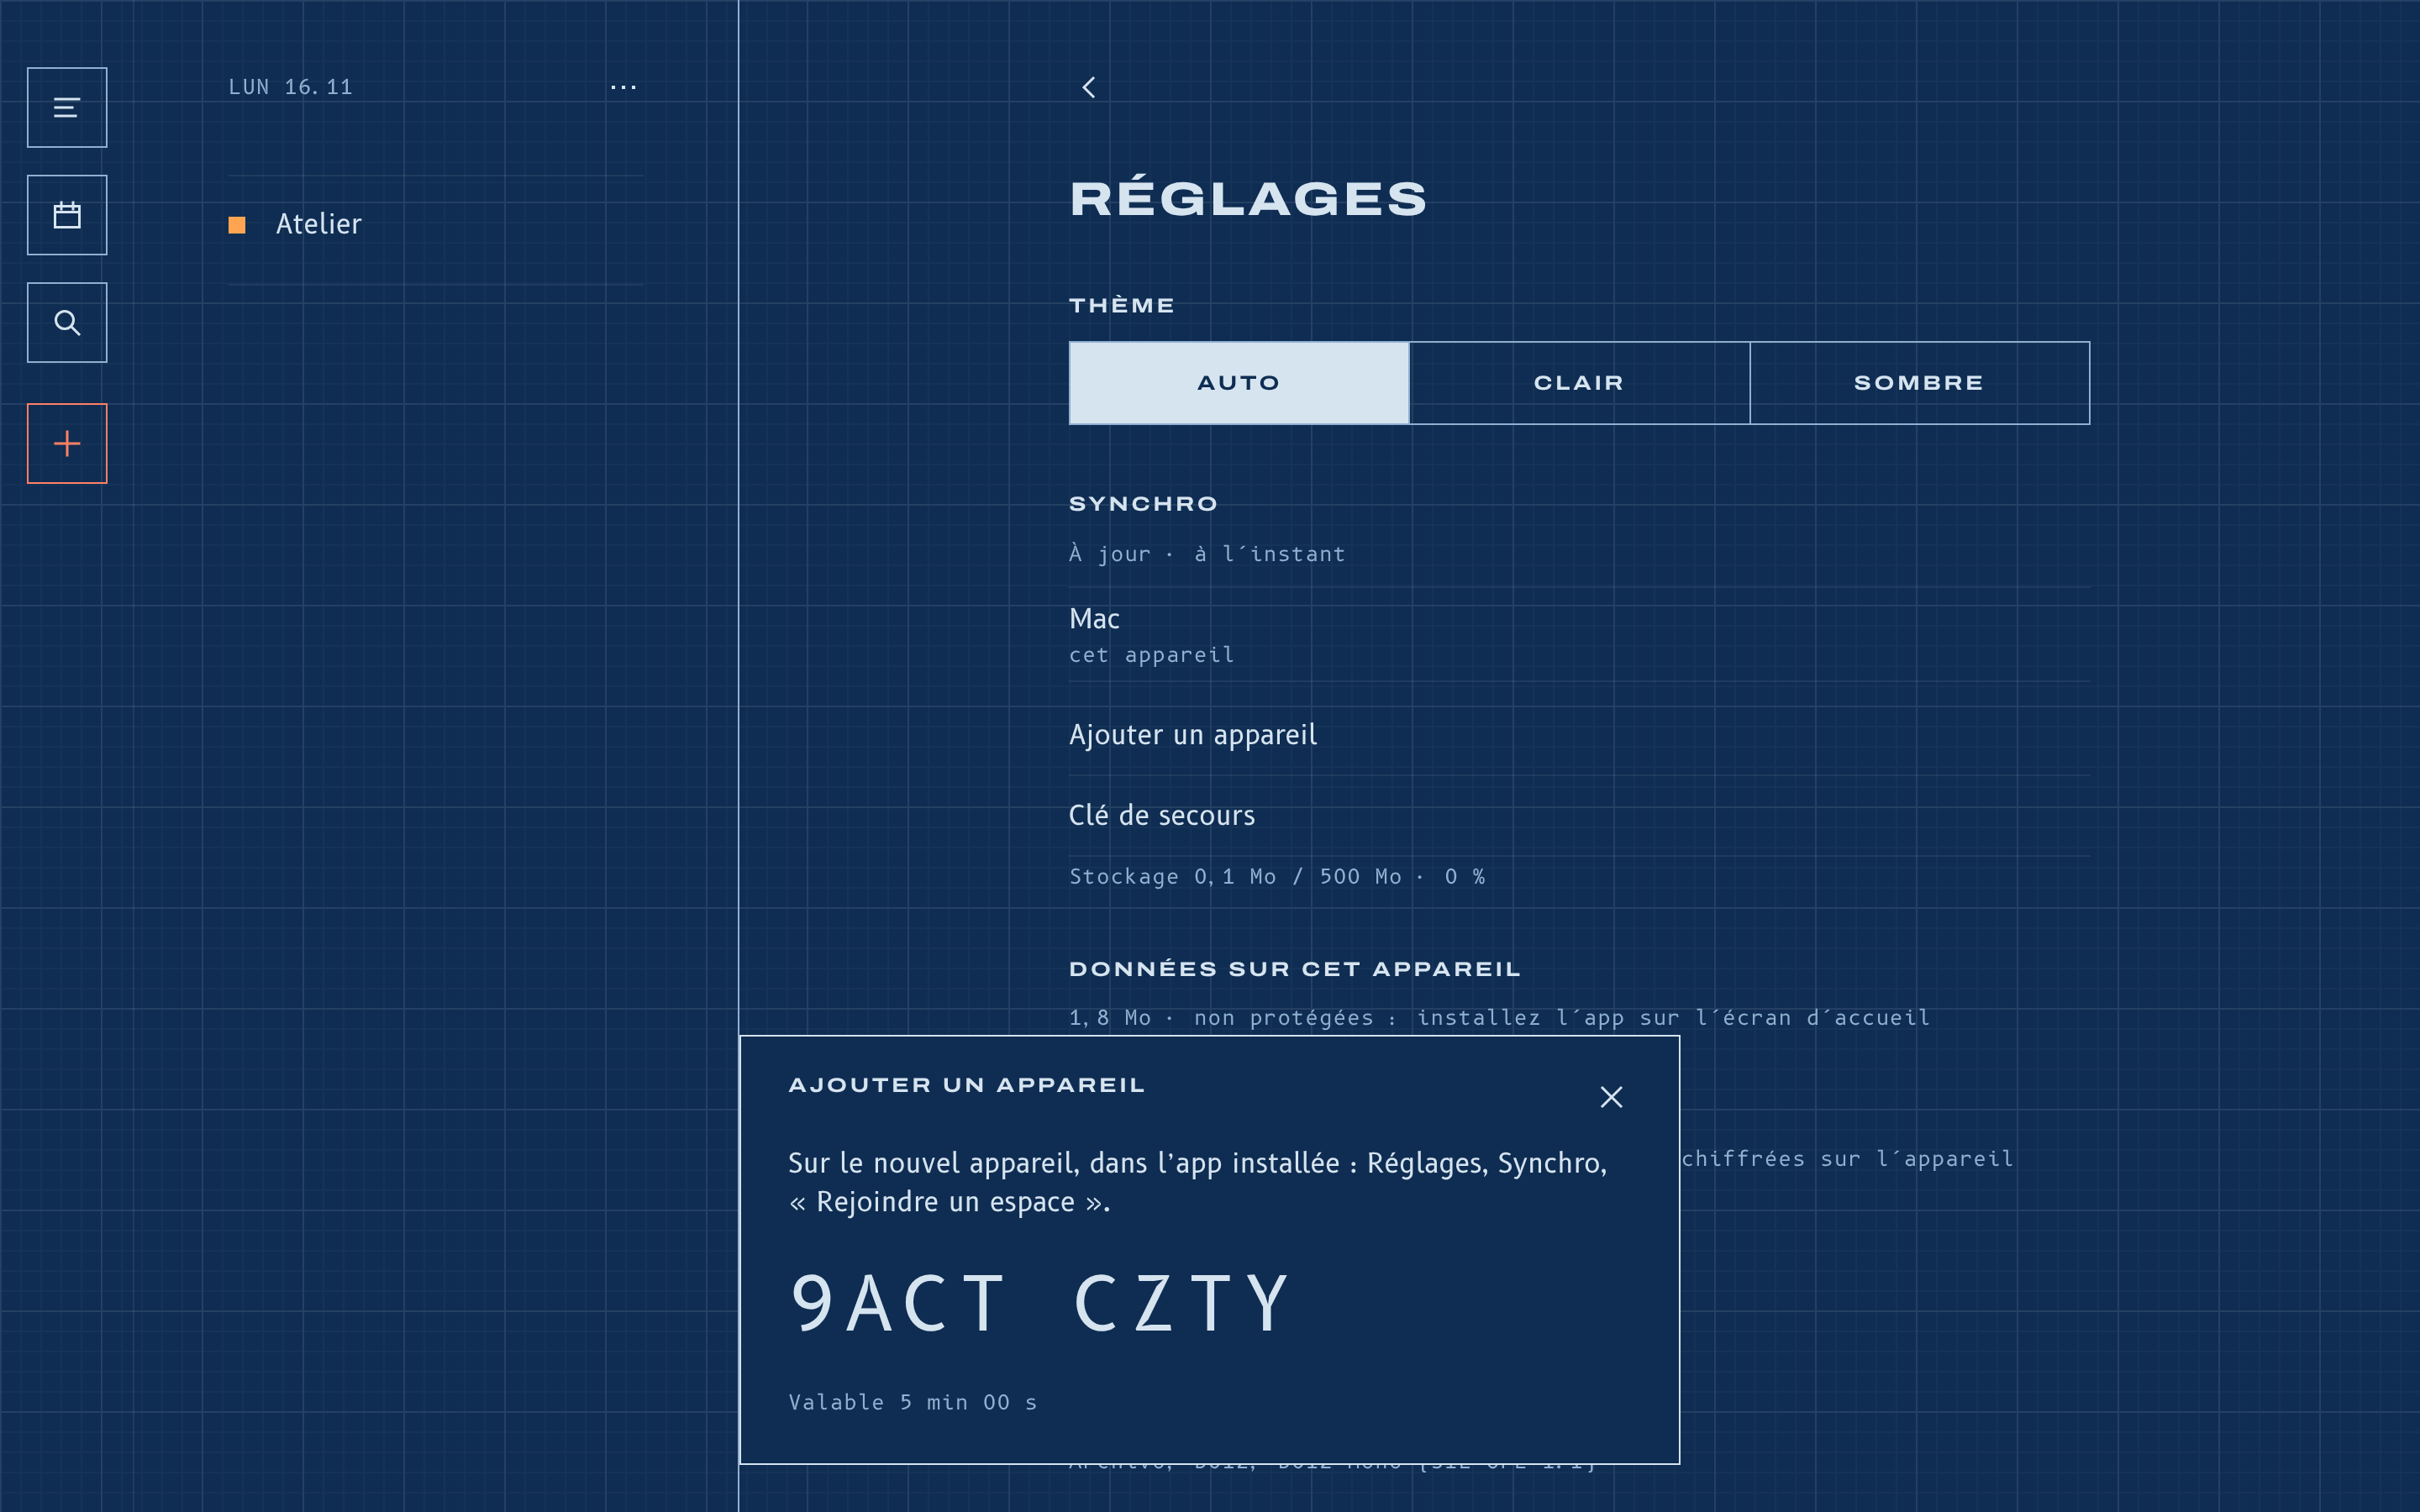 LUN 16.11
...
Atelier
RÉGLAGES
THÈME
AUTO CLAIR SOMBRE
SYNCHRO
À jour · à l´instant
Mac
cet appareil
Ajouter un appareil
Clé de secours
Stockage 0,1 Mo / 500 Mo · 0 %
DONNÉES SUR CET APPAREIL
1,8 Mo · non protégées : installez l´app sur l´écran d´accueil
chiffrées sur l´appareil
AJOUTER UN APPAREIL
Sur le nouvel appareil, dans l’app installée : Réglages, Synchro,
« Rejoindre un espace ».
9ACT CZTY
Valable 5 min 00 s